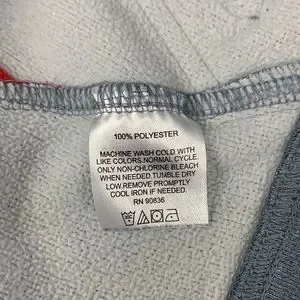 100% POLYESTER
MACHINE WASH COLD WITH
LIKE COLORS.NORMAL CYCLE.
ONLY NON-CHLORINE BLEACH
WHEN NEEDED.TUMBLE DRY
LOW.REMOVE PROMPTLY
COOL IRON IF NEEDED.
RN 90836